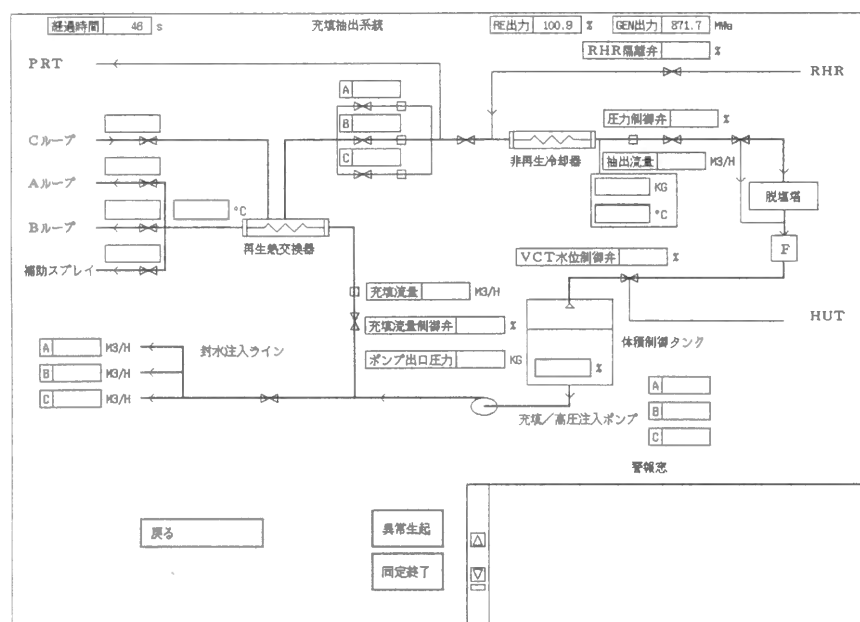 経過時間 46 s
充填抽出系統
RE出力 100.9 %
GEN出力 871.7 MWe
RHR隔離弁 %
PRT
RHR
A
B
C
圧力制御弁 %
Cループ
非再生冷却器
抽出流量 M3/H
Aループ
KG
脱塩塔
°C
°C
Bループ
再生熱交換器
F
VCT水位制御弁 %
補助スプレイ
充填流量 M3/H
HUT
充填流量制御弁 %
体積制御タンク
A M3/H
封水注入ライン
ポンプ出口圧力 KG
%
B M3/H
A
C M3/H
B
充填/高圧注入ポンプ
C
警報窓
戻る
異常生起
同定終了